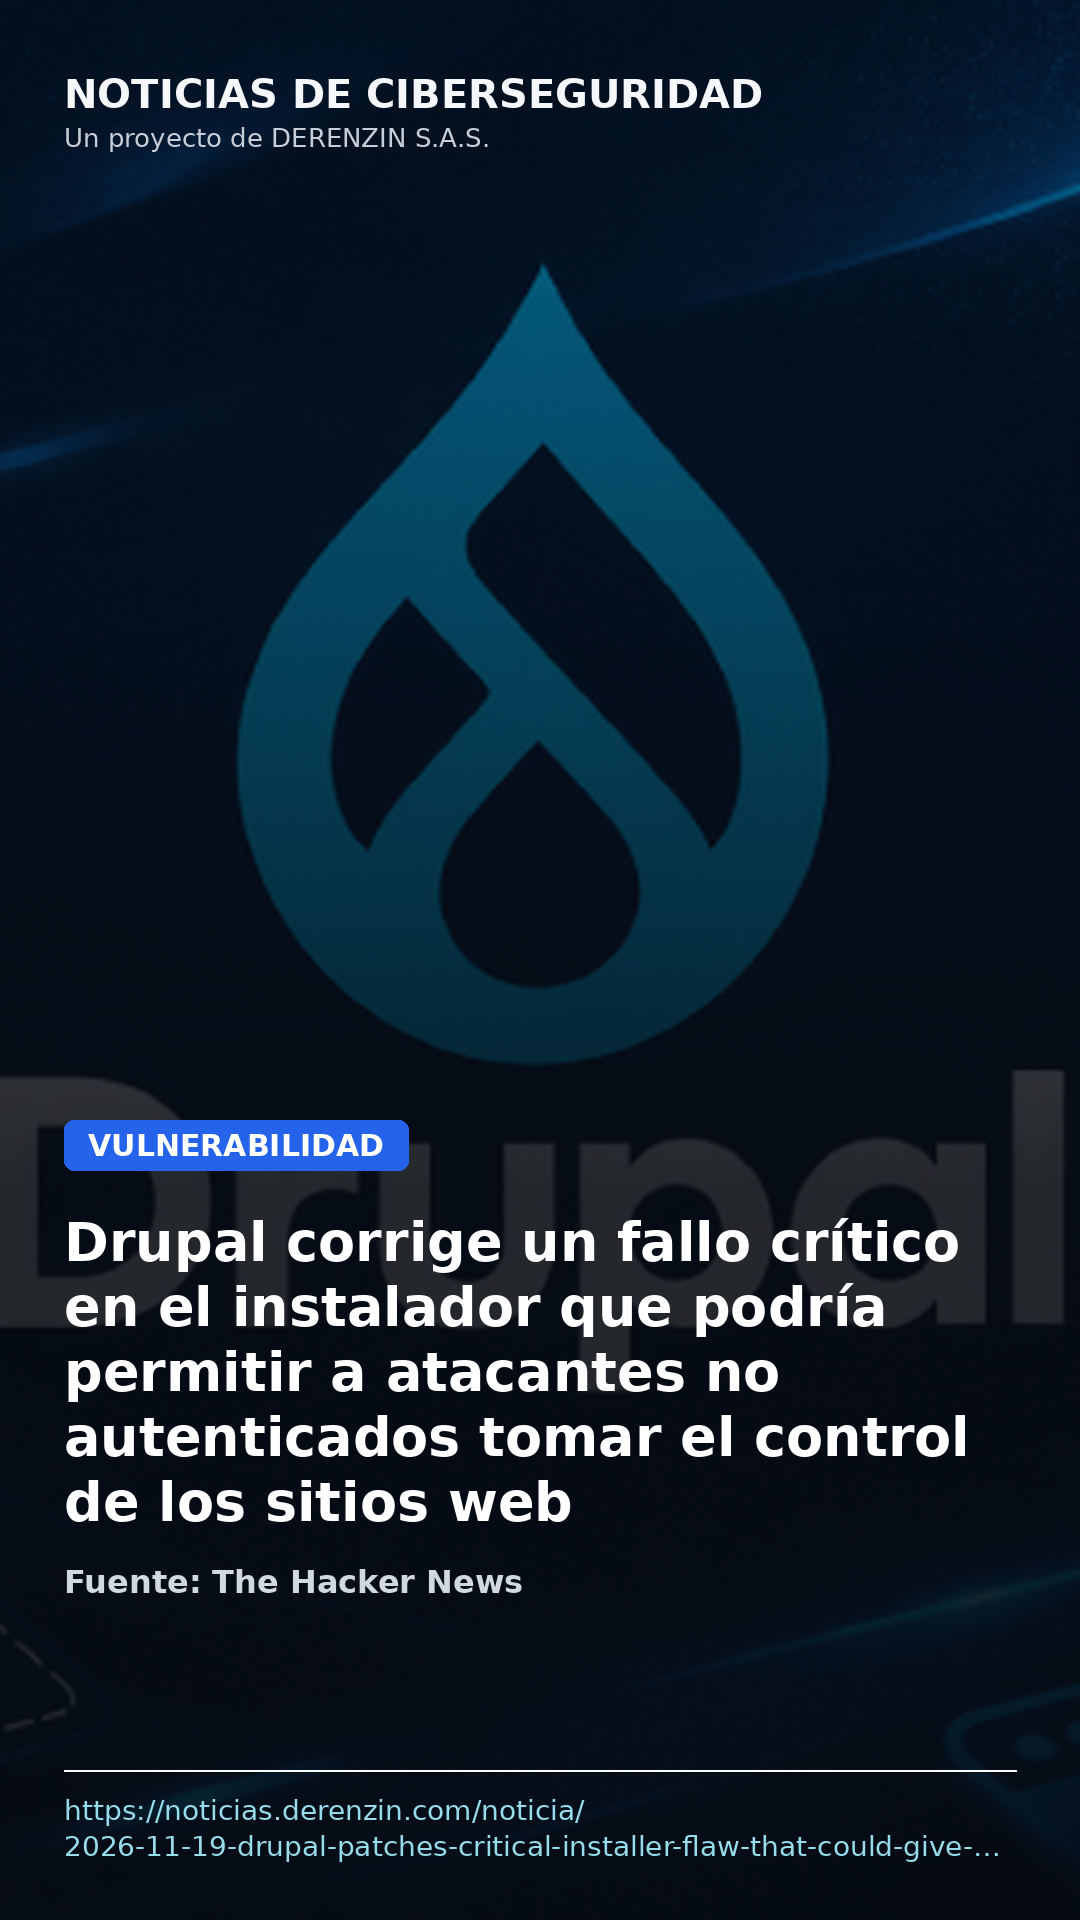 NOTICIAS DE CIBERSEGURIDAD
Un proyecto de DERENZIN S.A.S.
Drupal
VULNERABILIDAD
Drupal corrige un fallo crítico
en el instalador que podría
permitir a atacantes no
autenticados tomar el control
de los sitios web
Fuente: The Hacker News
https://noticias.derenzin.com/noticia/
2026-11-19-drupal-patches-critical-installer-flaw-that-could-give-...